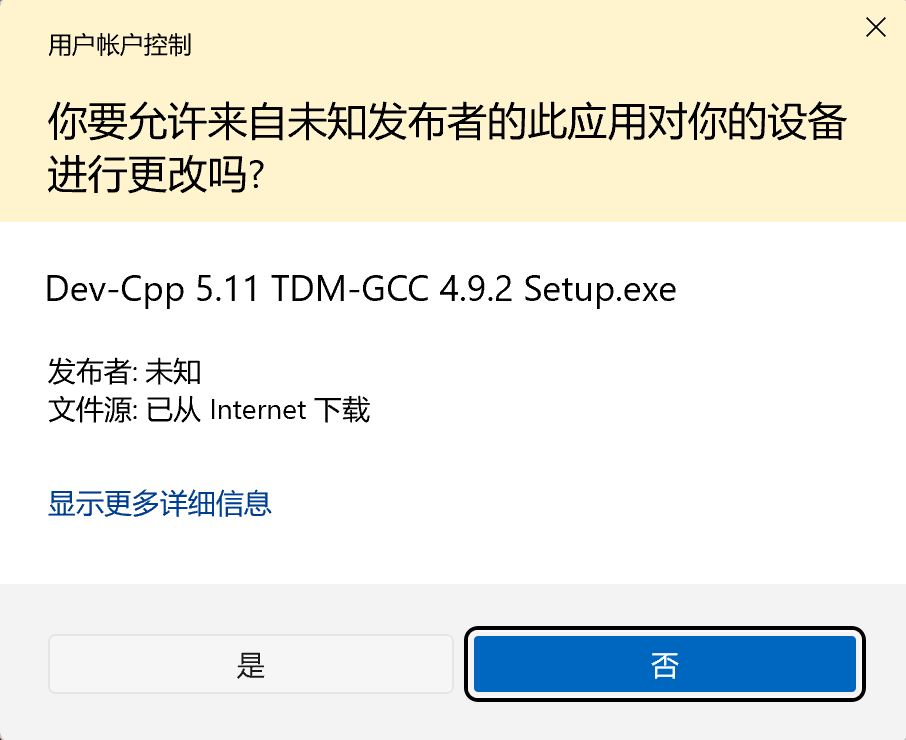 用户帐户控制
你要允许来自未知发布者的此应用对你的设备
进行更改吗?
Dev-Cpp 5.11 TDM-GCC 4.9.2 Setup.exe
发布者: 未知
文件源: 已从 Internet 下载
显示更多详细信息
是
否